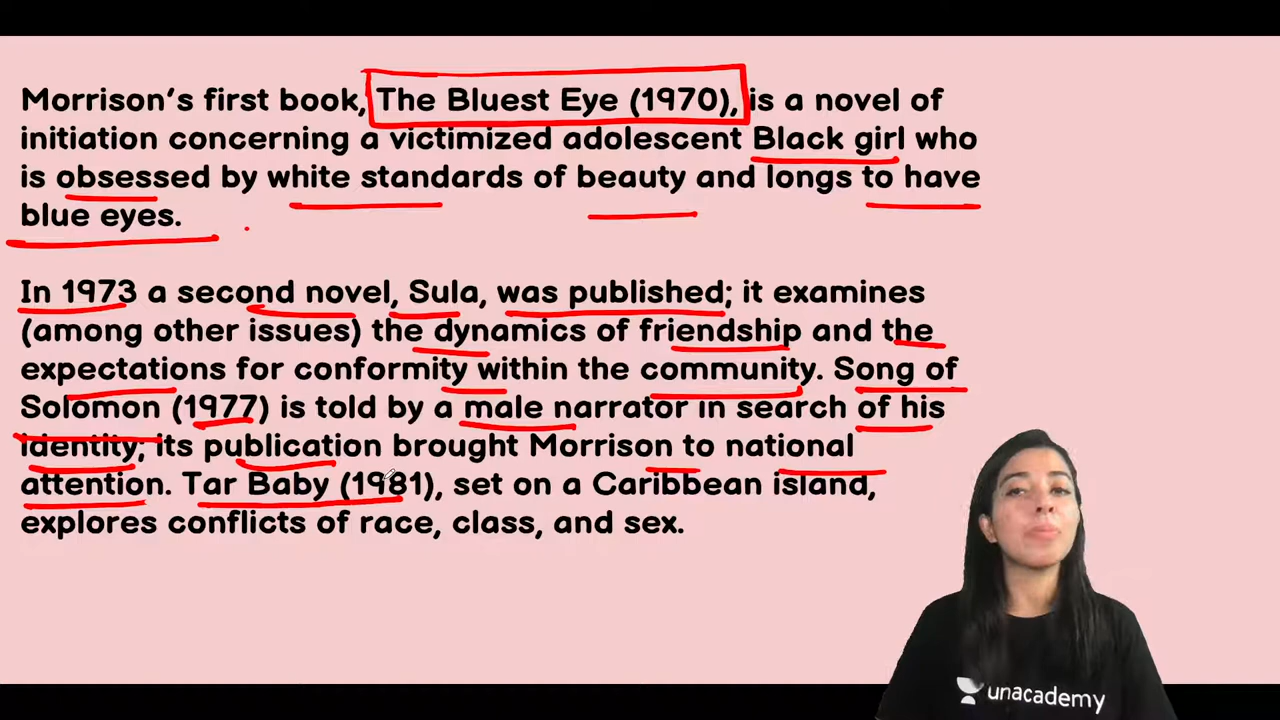 Morrison's first book, The Bluest Eye (1970), is a novel of
initiation concerning a victimized adolescent Black girl who
is obsessed by white standards of beauty and longs to have
blue eyes.
In 1973 a second novel, Sula, was published; it examines
(among other issues) the dynamics of friendship and the
expectations for conformity within the community. Song of
Solomon (1977) is told by a male narrator in search of his
identity; its publication brought Morrison to national
attention. Tar Baby (1981), set on a Caribbean island,
explores conflicts of race, class, and sex.
unacademy